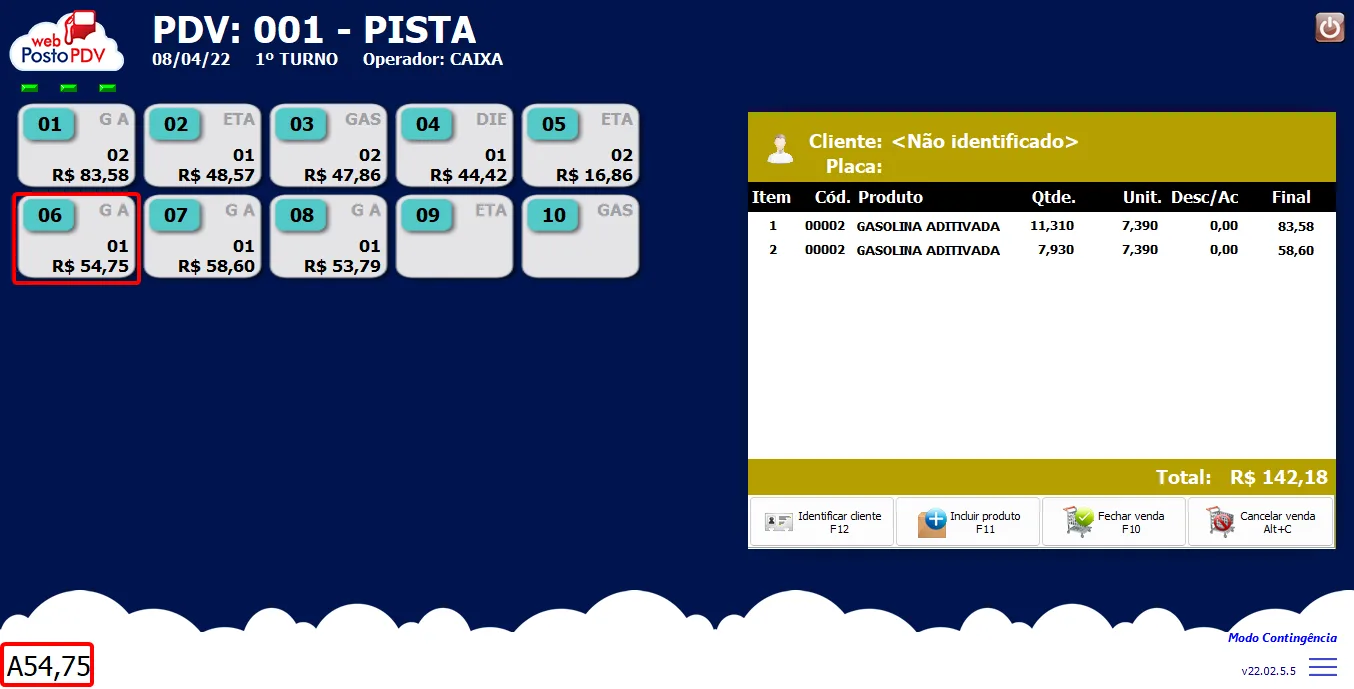 web
PostoPDV
PDV: 001 - PISTA
08/04/22 1º TURNO Operador: CAIXA
01 G A
02
R$ 83,58
02 ETA
01
R$ 48,57
03 GAS
02
R$ 47,86
04 DIE
01
R$ 44,42
05 ETA
02
R$ 16,86
06 G A
01
R$ 54,75
07 G A
01
R$ 58,60
08 G A
01
R$ 53,79
09 ETA
10 GAS
Cliente: <Não identificado>
Placa:
Item Cód. Produto Qtde. Unit. Desc/Ac Final
1 00002 GASOLINA ADITIVADA 11,310 7,390 0,00 83,58
2 00002 GASOLINA ADITIVADA 7,930 7,390 0,00 58,60
Total: R$ 142,18
Identificar cliente
F12
Incluir produto
F11
Fechar venda
F10
Cancelar venda
Alt+C
Modo Contingência
A54,75
v22.02.5.5